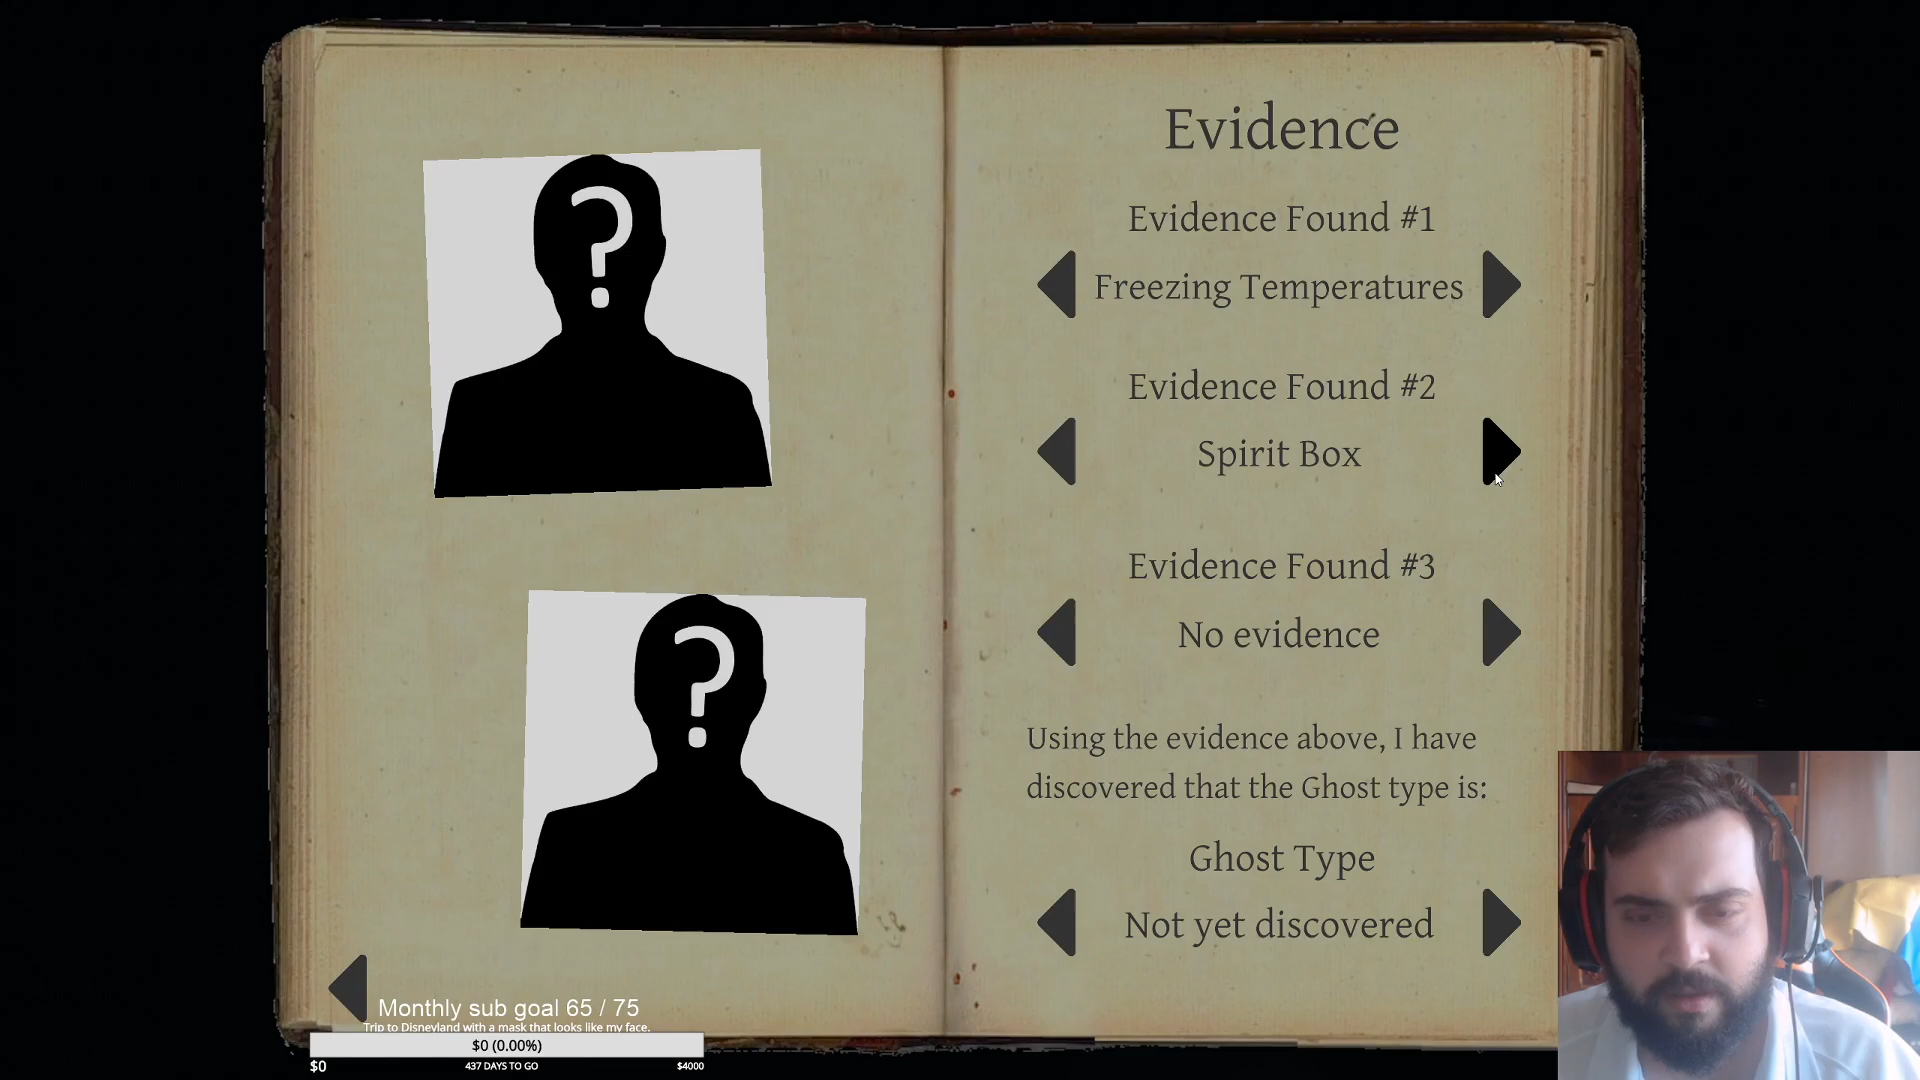 ?
?
Evidence
Evidence Found #1
Freezing Temperatures
Evidence Found #2
Spirit Box
Evidence Found #3
No evidence
Using the evidence above, I have
discovered that the Ghost type is:
Ghost Type
Not yet discovered
Monthly sub goal 65 / 75
Trip to Disneyland with a mask that looks like my face.
$0 (0.00%)
$0 437 DAYS TO GO $4000